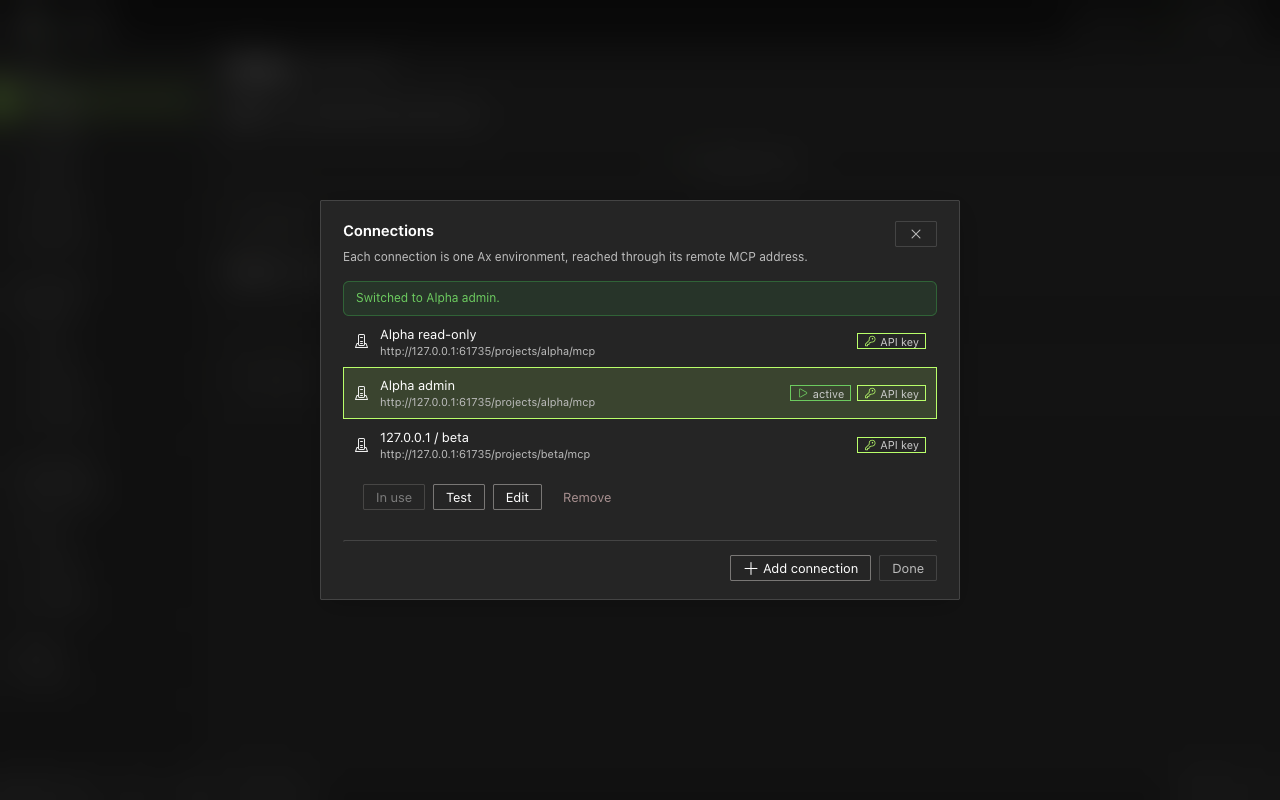 Connections
Each connection is one Ax environment, reached through its remote MCP address.
Switched to Alpha admin.
Alpha read-only
http://127.0.0.1:61735/projects/alpha/mcp
API key
Alpha admin
http://127.0.0.1:61735/projects/alpha/mcp
active
API key
127.0.0.1 / beta
http://127.0.0.1:61735/projects/beta/mcp
API key
In use Test Edit Remove
Add connection Done